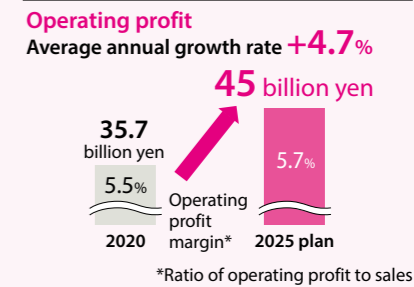 Operating profit
Average annual growth rate +4.7%
45 billion yen
35.7
billion yen
5.5%
5.7%
Operating
profit
margin*
2020
2025 plan
*Ratio of operating profit to sales